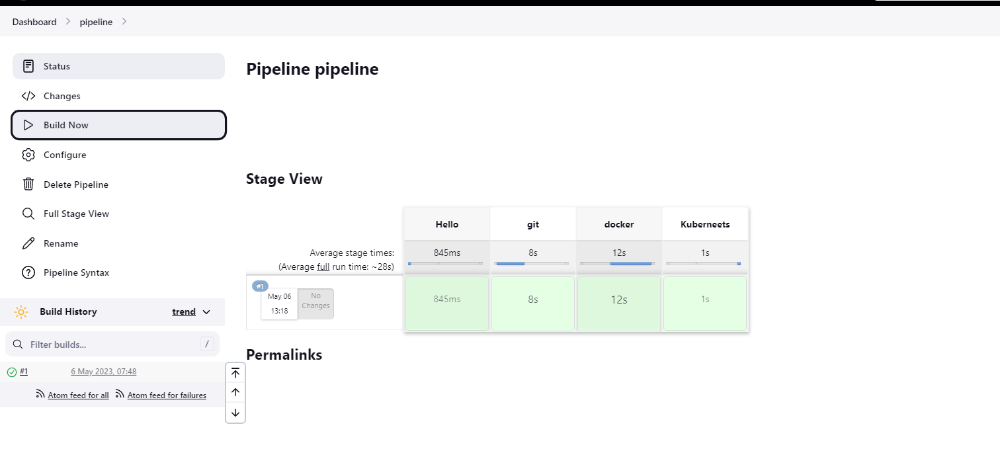 Dashboard > pipeline >
Status
Changes
Build Now
Configure
Delete Pipeline
Full Stage View
Rename
Pipeline Syntax
Build History trend
Filter builds... /
#1 6 May 2023, 07:48
Atom feed for all Atom feed for failures
Pipeline pipeline
Stage View
Hello git docker Kuberneets
Average stage times: 845ms 8s 12s 1s
(Average full run time: ~28s)
#1
May 06 No
13:18 Changes
845ms 8s 12s 1s
Permalinks